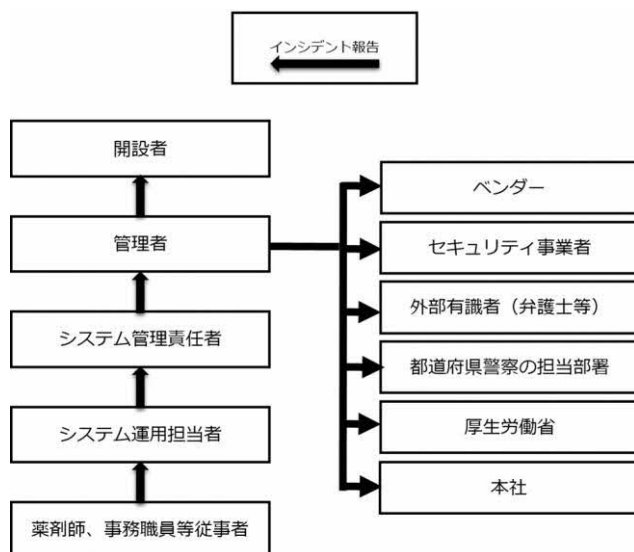 インシデント報告
開設者
管理者
システム管理責任者
システム運用担当者
薬剤師、事務職員等従事者
ベンダー
セキュリティ事業者
外部有識者（弁護士等）
都道府県警察の担当部署
厚生労働省
本社